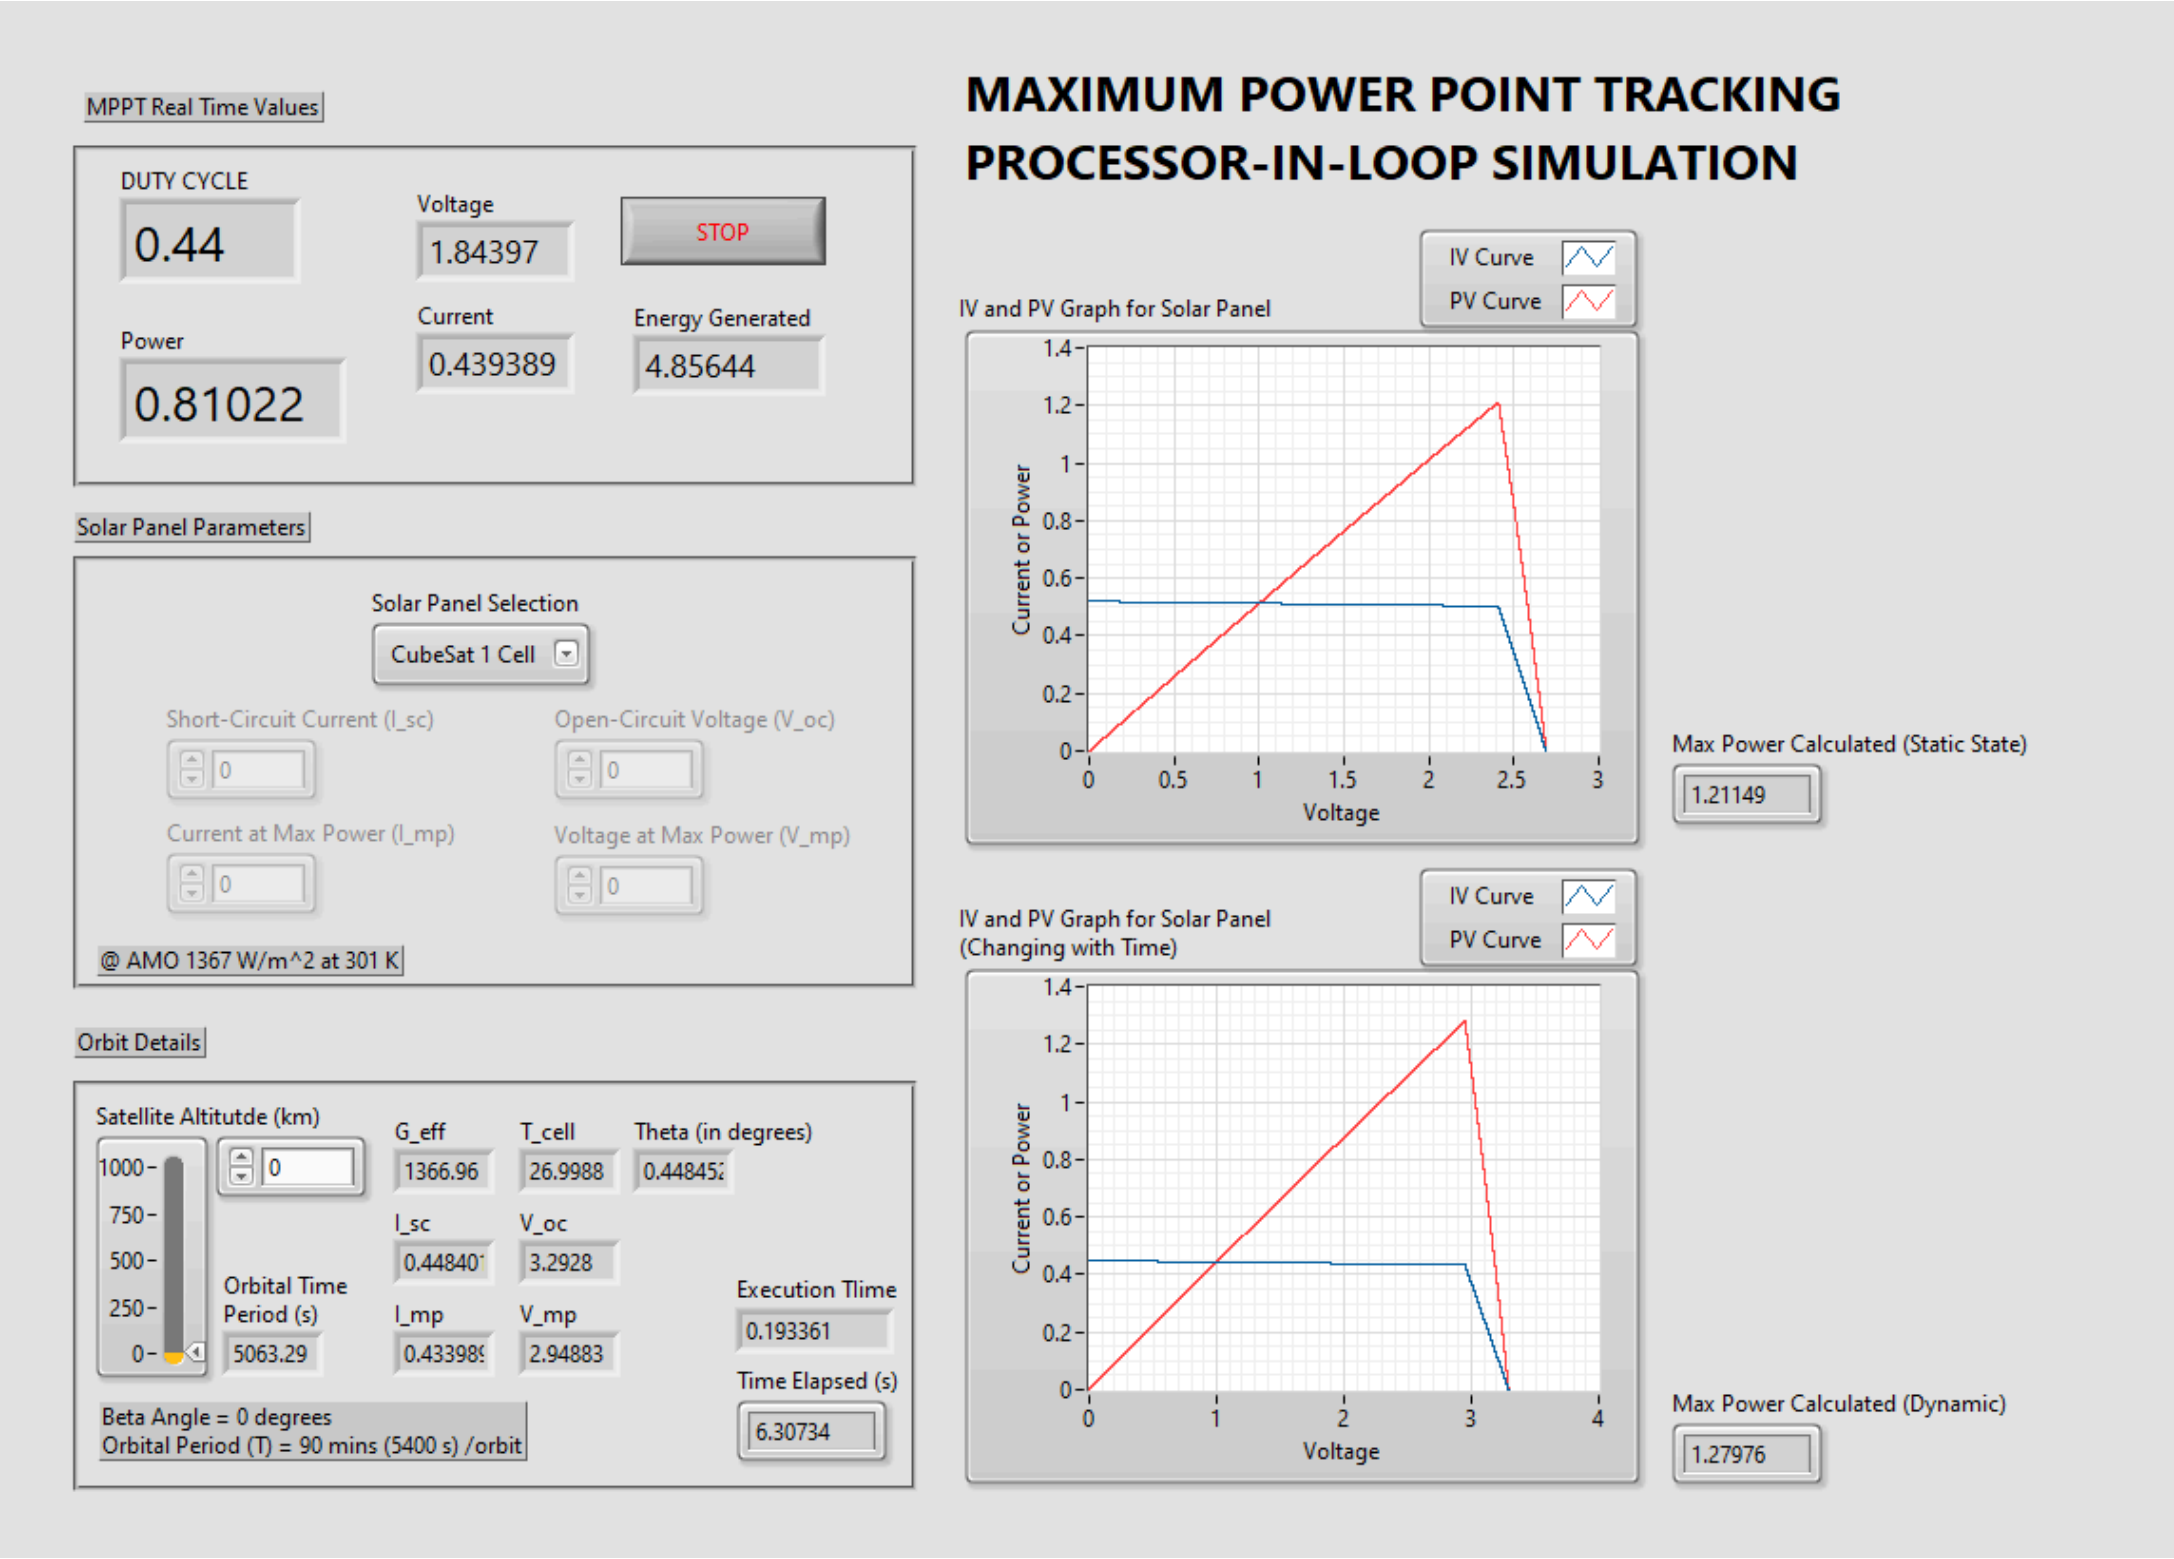 MAXIMUM POWER POINT TRACKING
PROCESSOR-IN-LOOP SIMULATION
MPPT Real Time Values
DUTY CYCLE
0.44
Voltage
1.84397
STOP
Power
0.81022
Current
0.439389
Energy Generated
4.85644
Solar Panel Parameters
Solar Panel Selection
CubeSat 1 Cell
Short-Circuit Current (I_sc)
0
Open-Circuit Voltage (V_oc)
0
Current at Max Power (I_mp)
0
Voltage at Max Power (V_mp)
0
@ AMO 1367 W/m^2 at 301 K
Orbit Details
Satellite Altitutde (km)
1000
750
500
250
0
0
G_eff
1366.96
T_cell
26.9988
Theta (in degrees)
0.448452
I_sc
0.448401
V_oc
3.2928
Orbital Time
Period (s)
5063.29
I_mp
0.433989
V_mp
2.94883
Execution TIime
0.193361
Time Elapsed (s)
6.30734
Beta Angle = 0 degrees
Orbital Period (T) = 90 mins (5400 s) /orbit
IV and PV Graph for Solar Panel
IV Curve
PV Curve
Current or Power
1.4
1.2
1
0.8
0.6
0.4
0.2
0
0 0.5 1 1.5 2 2.5 3
Voltage
Max Power Calculated (Static State)
1.21149
IV and PV Graph for Solar Panel
(Changing with Time)
IV Curve
PV Curve
Current or Power
1.4
1.2
1
0.8
0.6
0.4
0.2
0
0 1 2 3 4
Voltage
Max Power Calculated (Dynamic)
1.27976